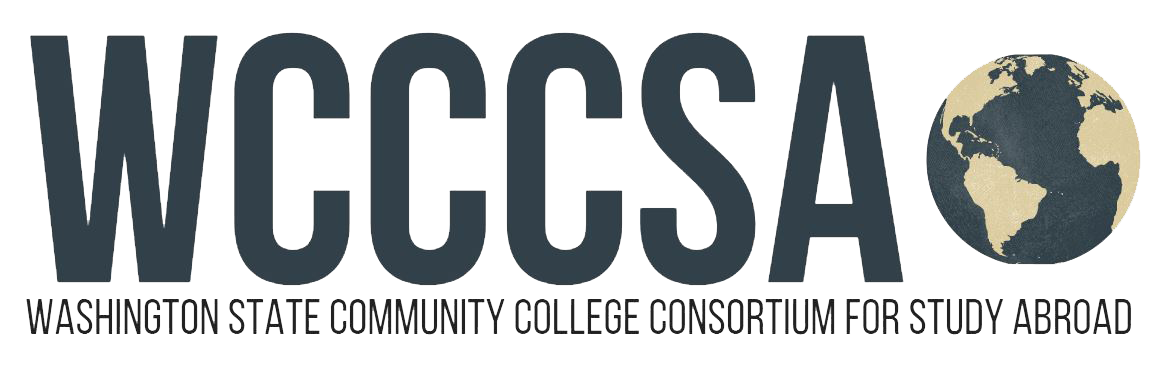 WCCCSA
WASHINGTON STATE COMMUNITY COLLEGE CONSORTIUM FOR STUDY ABROAD